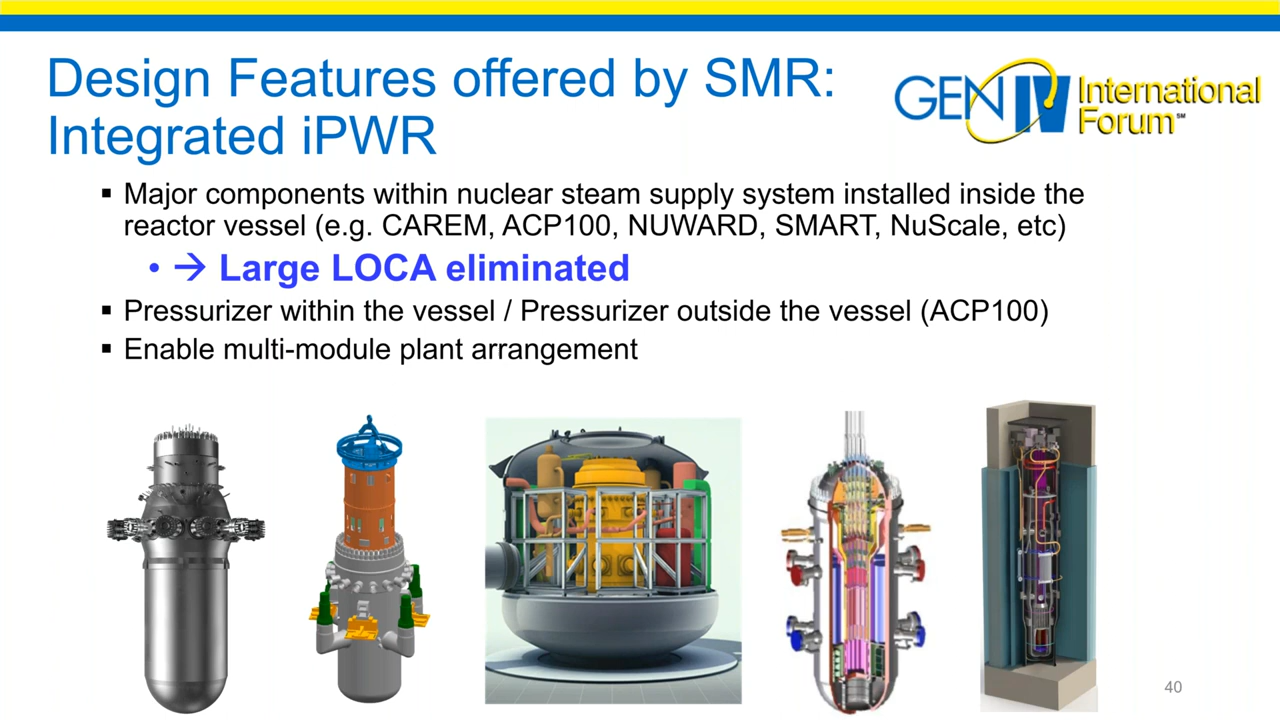 Design Features offered by SMR:
Integrated iPWR
GEN IV International
Forum℠
▪ Major components within nuclear steam supply system installed inside the
reactor vessel (e.g. CAREM, ACP100, NUWARD, SMART, NuScale, etc)
• → Large LOCA eliminated
▪ Pressurizer within the vessel / Pressurizer outside the vessel (ACP100)
▪ Enable multi-module plant arrangement
40